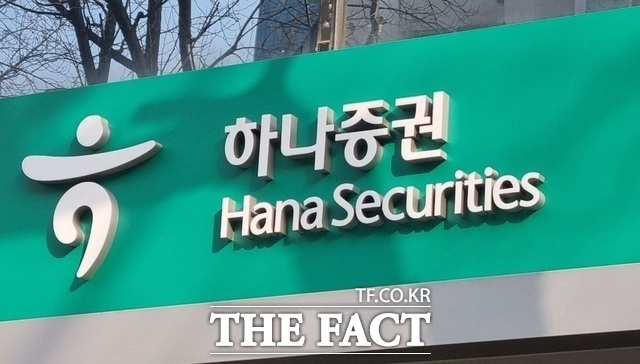 하나증권
Hana Securities
TF.CO.KR
THE FACT